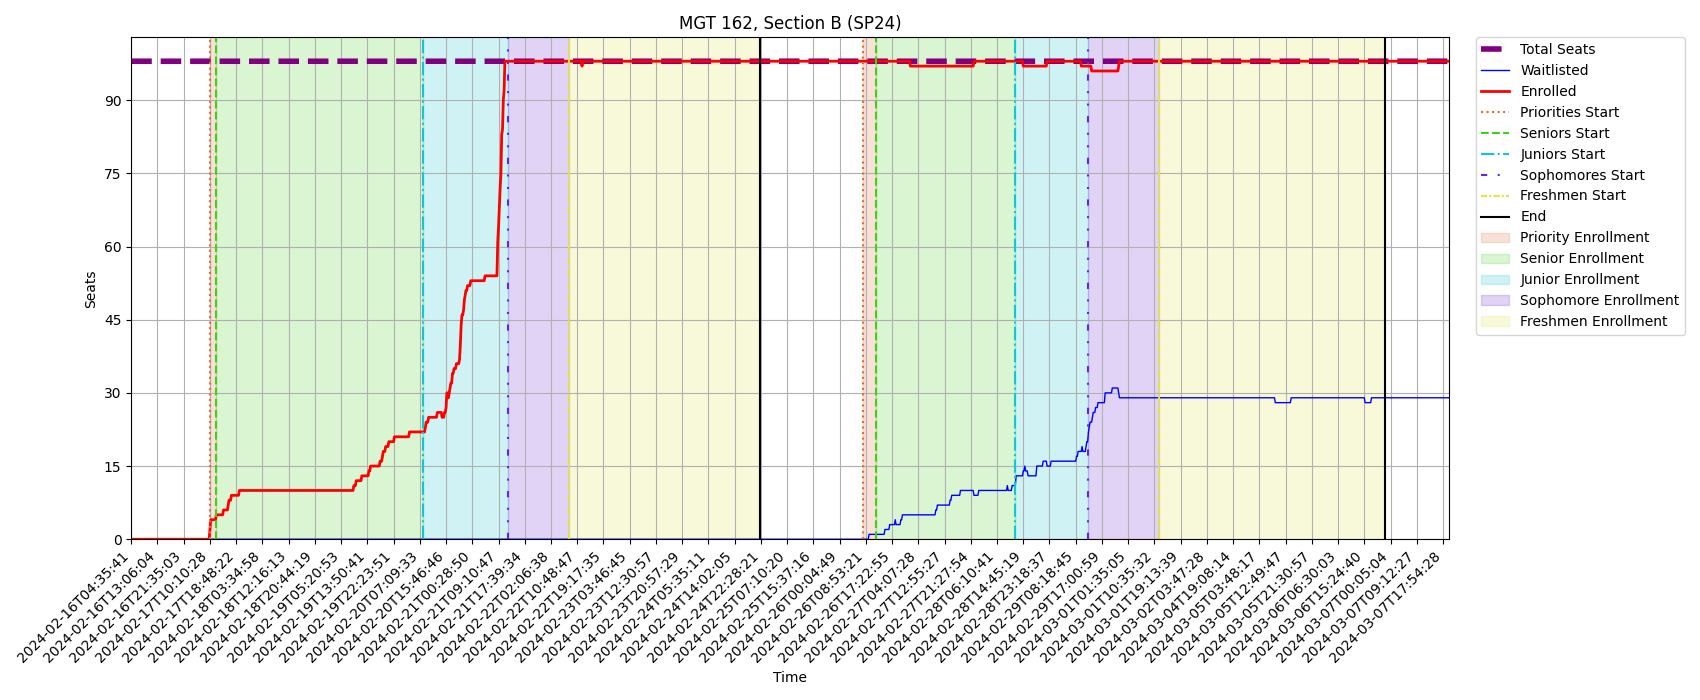 MGT 162, Section B (SP24)
Total Seats
Waitlisted
Enrolled
Priorities Start
Seniors Start
Juniors Start
Sophomores Start
Freshmen Start
End
Priority Enrollment
Senior Enrollment
Junior Enrollment
Sophomore Enrollment
Freshmen Enrollment
Seats
90
75
60
45
30
15
0
2024-02-16T04:35:41
2024-02-16T13:06:04
2024-02-16T21:35:03
2024-02-17T10:10:28
2024-02-17T18:48:22
2024-02-18T03:34:58
2024-02-18T12:16:13
2024-02-18T20:44:19
2024-02-19T05:20:53
2024-02-19T13:50:41
2024-02-19T22:23:51
2024-02-20T07:09:33
2024-02-20T15:46:46
2024-02-21T00:28:50
2024-02-21T09:10:47
2024-02-21T17:39:34
2024-02-22T02:06:38
2024-02-22T10:48:47
2024-02-22T19:17:35
2024-02-23T03:46:45
2024-02-23T12:30:57
2024-02-23T20:57:29
2024-02-24T05:35:11
2024-02-24T14:02:05
2024-02-24T22:28:21
2024-02-25T07:10:20
2024-02-25T15:37:16
2024-02-26T00:04:49
2024-02-26T08:53:21
2024-02-26T17:22:55
2024-02-27T04:07:28
2024-02-27T12:55:27
2024-02-27T21:27:54
2024-02-28T06:10:41
2024-02-28T14:45:19
2024-02-28T23:18:37
2024-02-29T08:18:45
2024-02-29T17:00:59
2024-03-01T01:35:05
2024-03-01T10:35:32
2024-03-01T19:13:39
2024-03-02T03:47:28
2024-03-04T19:08:14
2024-03-05T03:48:17
2024-03-05T12:49:47
2024-03-05T21:30:57
2024-03-06T06:30:03
2024-03-06T15:24:40
2024-03-07T00:05:04
2024-03-07T09:12:27
2024-03-07T17:54:28
Time